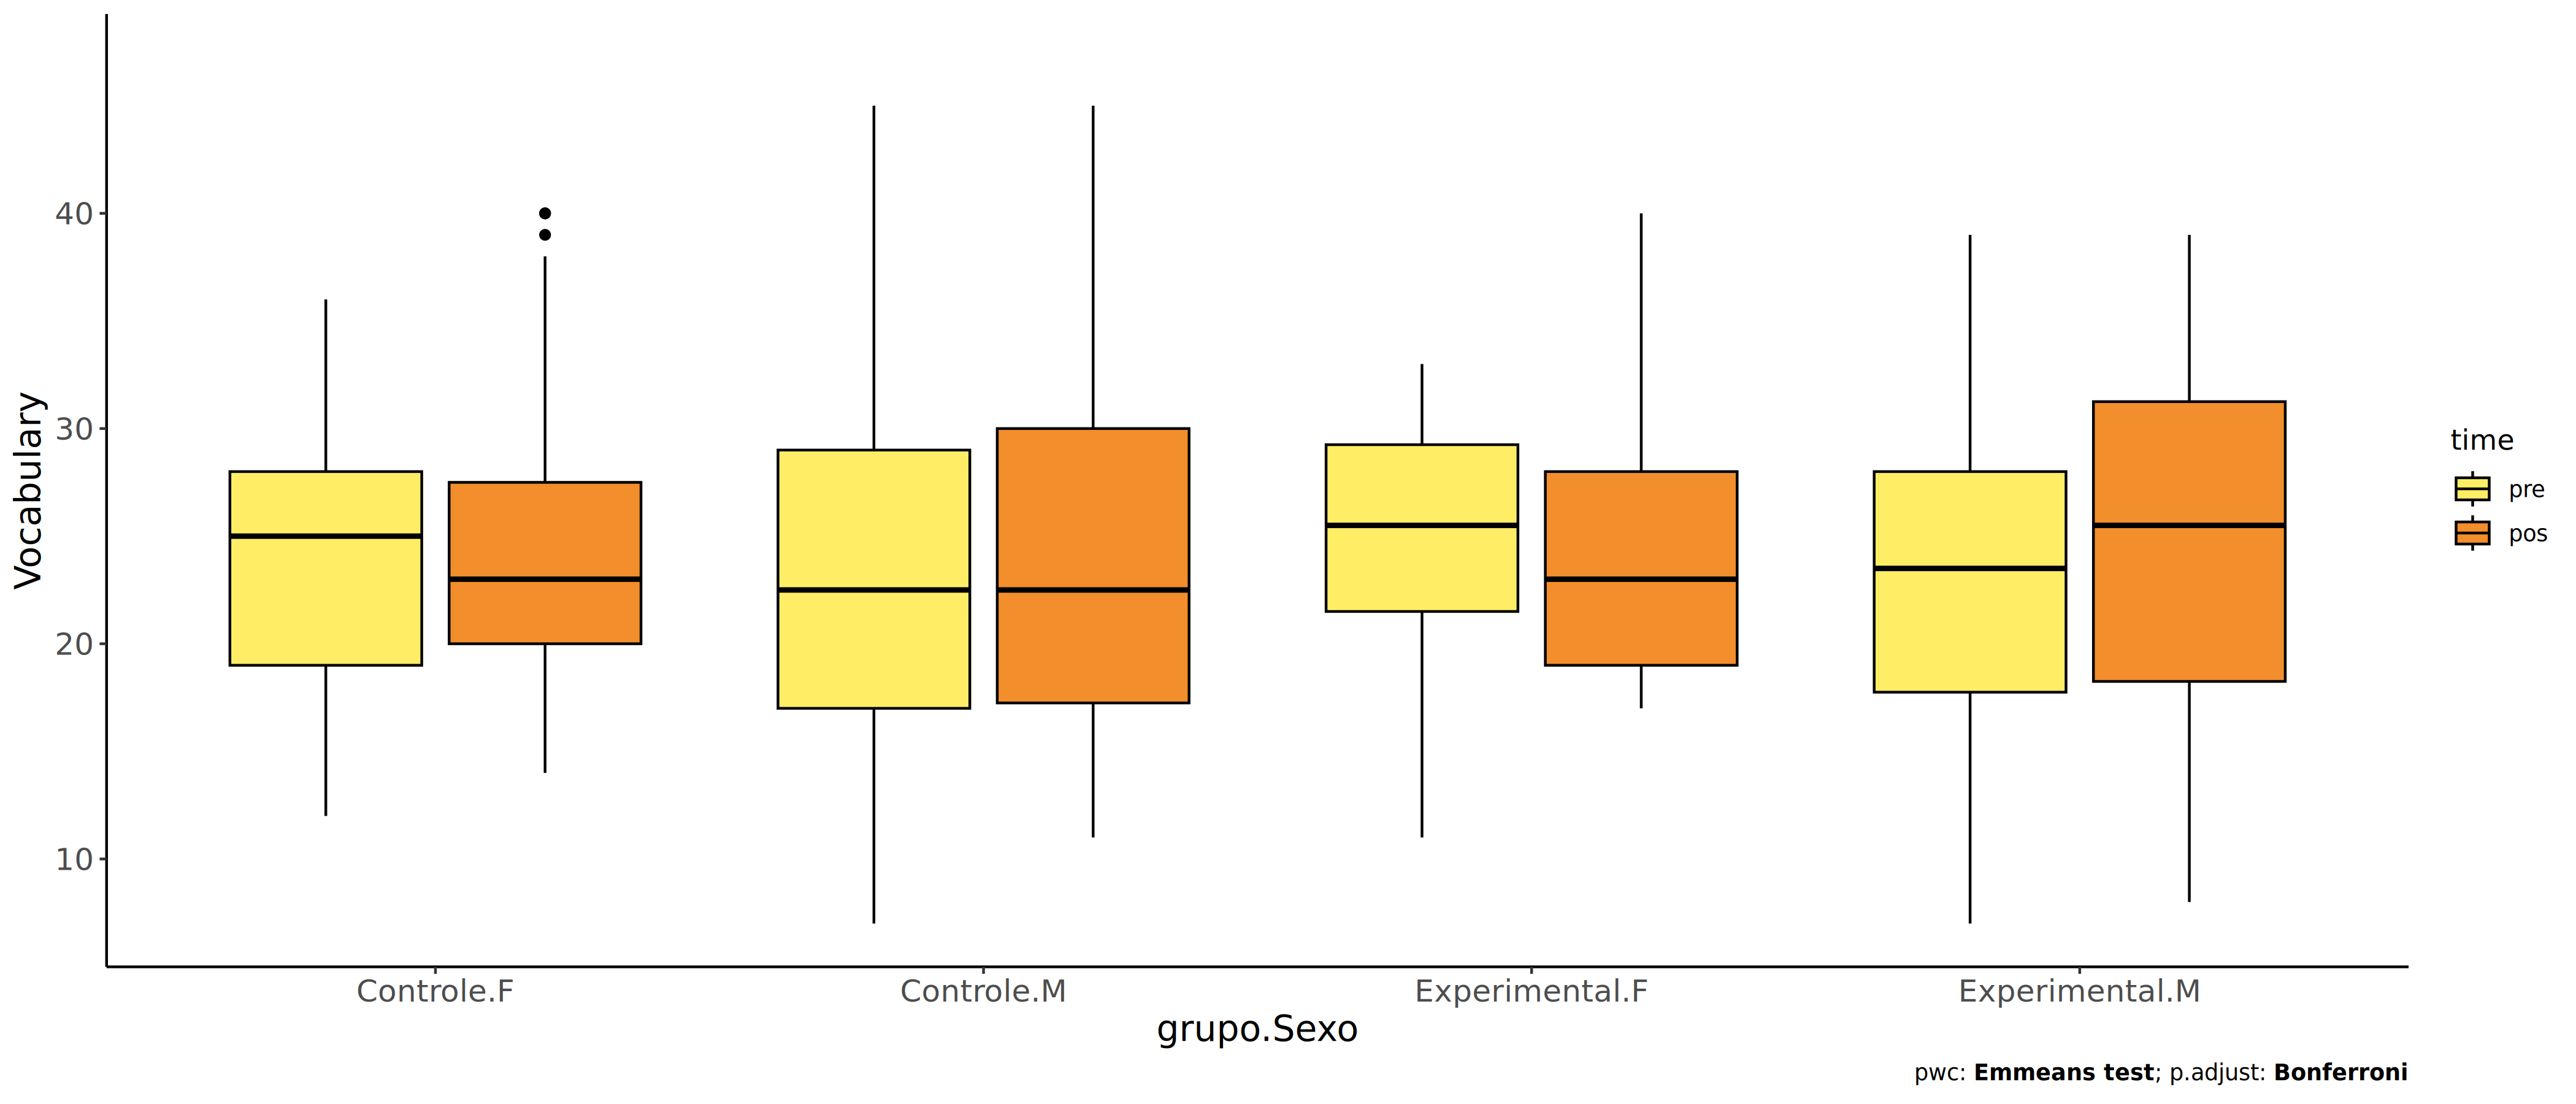 Vocabulary
40
30
20
10
Controle.F
Controle.M
Experimental.F
Experimental.M
grupo.Sexo
time
pre
pos
pwc: Emmeans test; p.adjust: Bonferroni